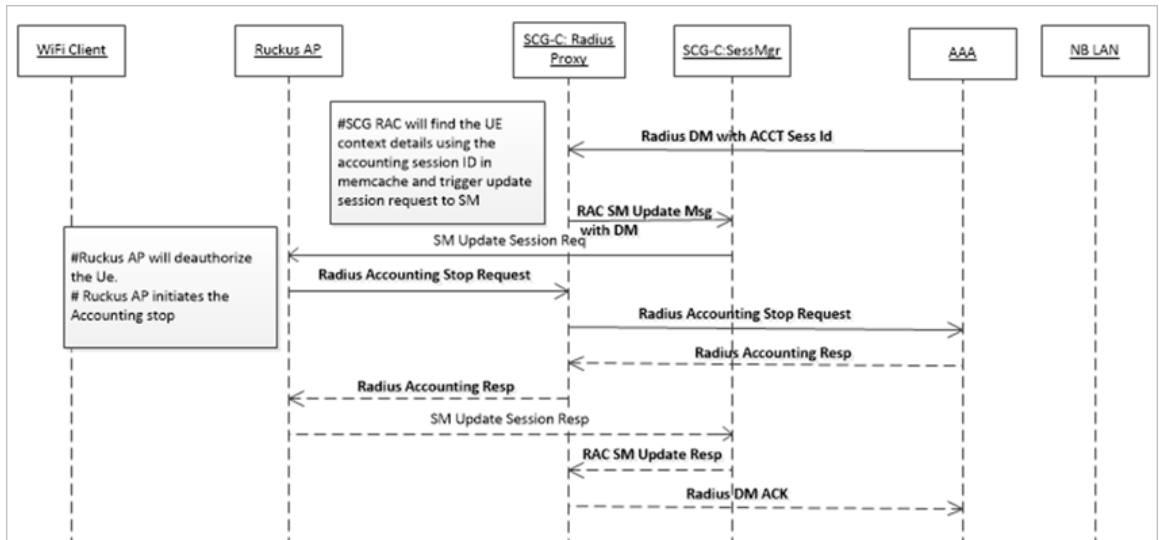 WiFi Client
Ruckus AP
SCG-C: Radius
Proxy
SCG-C:SessMgr
AAA
NB LAN
#SCG RAC will find the UE
context details using the
accounting session ID in
memcache and trigger update
session request to SM
Radius DM with ACCT Sess Id
RAC SM Update Msg
with DM
SM Update Session Req
#Ruckus AP will deauthorize
the Ue.
# Ruckus AP initiates the
Accounting stop
Radius Accounting Stop Request
Radius Accounting Stop Request
Radius Accounting Resp
Radius Accounting Resp
SM Update Session Resp
RAC SM Update Resp
Radius DM ACK